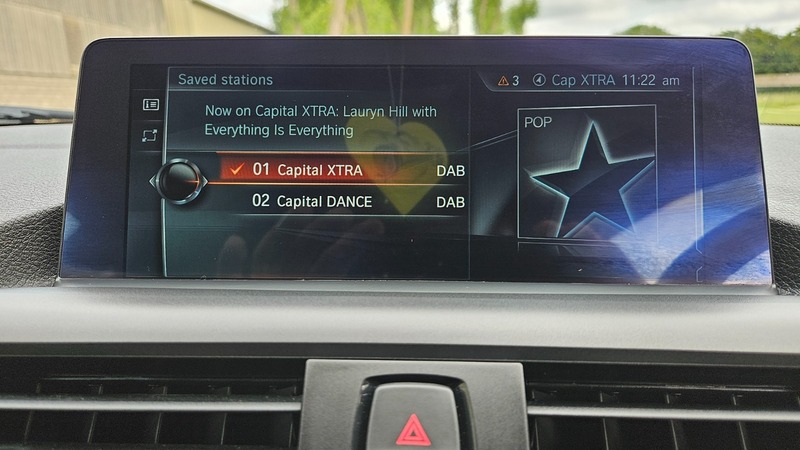 Saved stations
3 Cap XTRA 11:22 am
Now on Capital XTRA: Lauryn Hill with
Everything Is Everything
01 Capital XTRA DAB
02 Capital DANCE DAB
POP